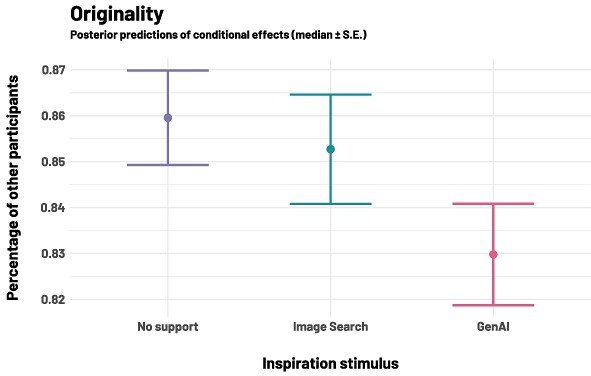 Originality
Posterior predictions of conditional effects (median ± S.E.)
Percentage of other participants
0.87
0.86
0.85
0.84
0.83
0.82
No support
Image Search
GenAI
Inspiration stimulus